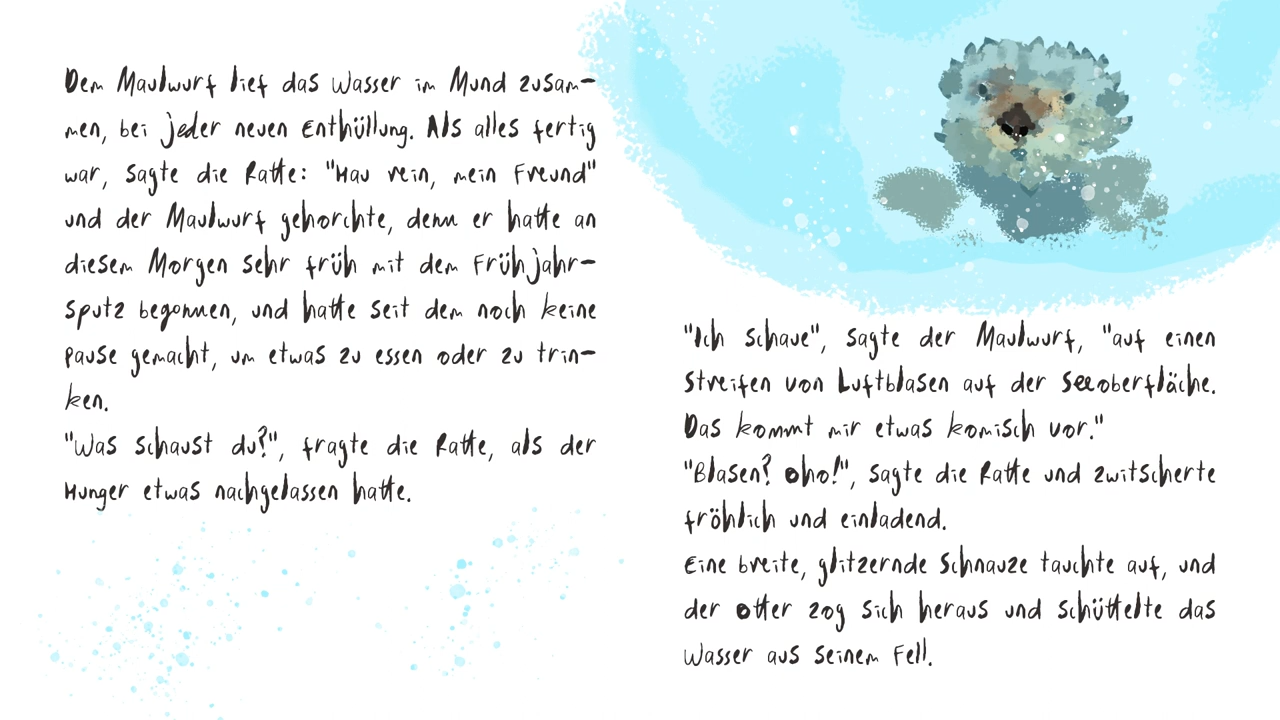 Dem Maulwurf lief das Wasser im Mund zusam-
men, bei jeder neuen Enthüllung. Als alles fertig
war, sagte die Ratte: "Hau rein, mein Freund"
und der Maulwurf gehorchte, denn er hatte an
diesem Morgen sehr früh mit dem Frühjahr-
sputz begonnen, und hatte seit dem noch keine
Pause gemacht, um etwas zu essen oder zu trin-
ken.
"Was schaust du?", fragte die Ratte, als der
Hunger etwas nachgelassen hatte.
"Ich schaue", sagte der Maulwurf, "auf einen
Streifen von Luftblasen auf der Seeoberfläche.
Das kommt mir etwas komisch vor."
"Blasen? Oho!", sagte die Ratte und zwitscherte
fröhlich und einladend.
Eine breite, glitzernde Schnauze tauchte auf, und
der Otter zog sich heraus und schüttelte das
Wasser aus seinem Fell.